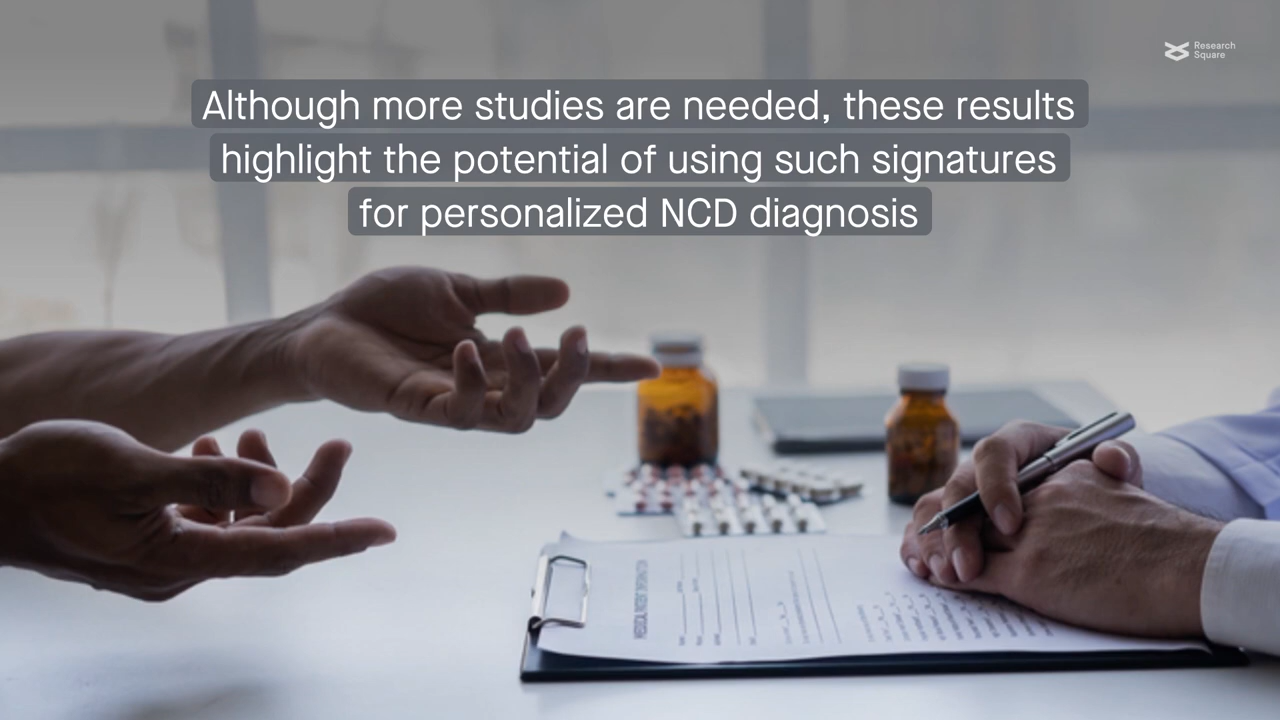 Research
Square
Although more studies are needed, these results
highlight the potential of using such signatures
for personalized NCD diagnosis